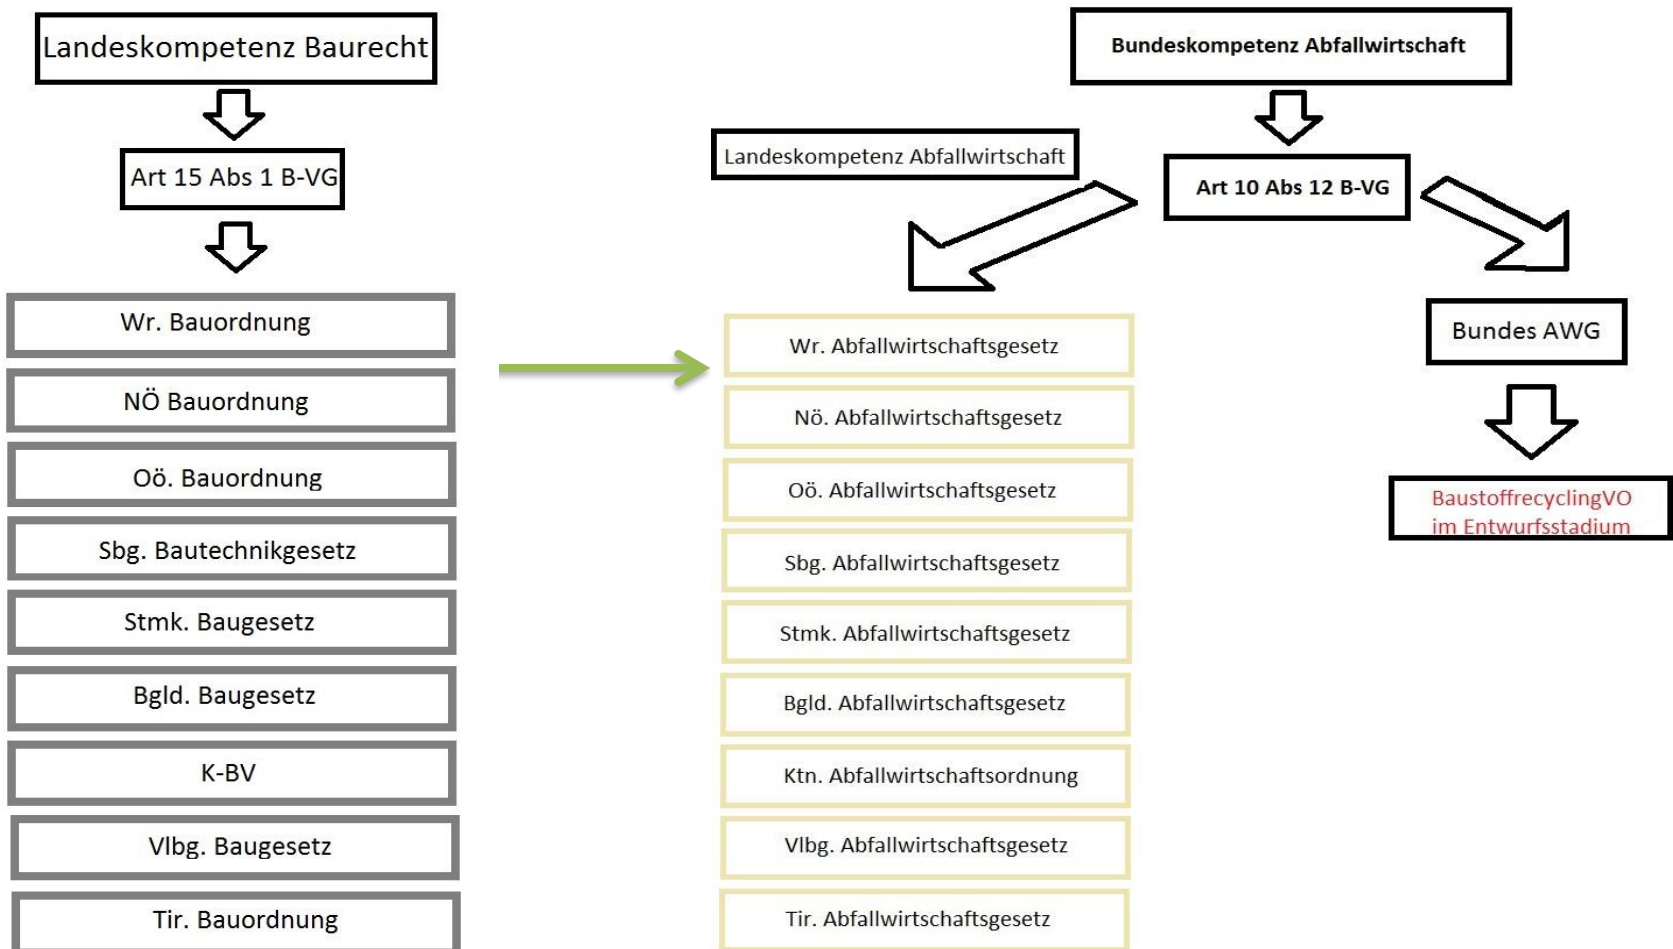 Landeskompetenz Baurecht
Art 15 Abs 1 B-VG
Wr. Bauordnung
NÖ Bauordnung
Oö. Bauordnung
Sbg. Bautechnikgesetz
Stmk. Baugesetz
Bgld. Baugesetz
K-BV
Vlbg. Baugesetz
Tir. Bauordnung
Bundeskompetenz Abfallwirtschaft
Art 10 Abs 12 B-VG
Landeskompetenz Abfallwirtschaft
Wr. Abfallwirtschaftsgesetz
Nö. Abfallwirtschaftsgesetz
Oö. Abfallwirtschaftsgesetz
Sbg. Abfallwirtschaftsgesetz
Stmk. Abfallwirtschaftsgesetz
Bgld. Abfallwirtschaftsgesetz
Ktn. Abfallwirtschaftsordnung
Vlbg. Abfallwirtschaftsgesetz
Tir. Abfallwirtschaftsgesetz
Bundes AWG
BaustoffrecyclingVO
im Entwurfsstadium